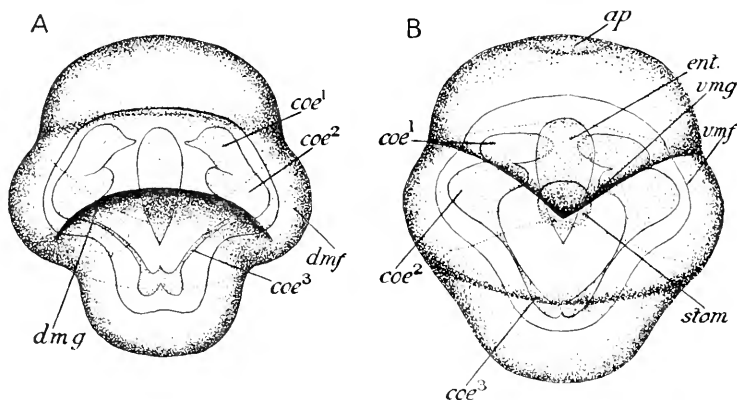 A
coe¹
coe²
dmf
coe³
dmg
B
ap
ent.
vmg
vmf
coe¹
coe²
stom
coe³